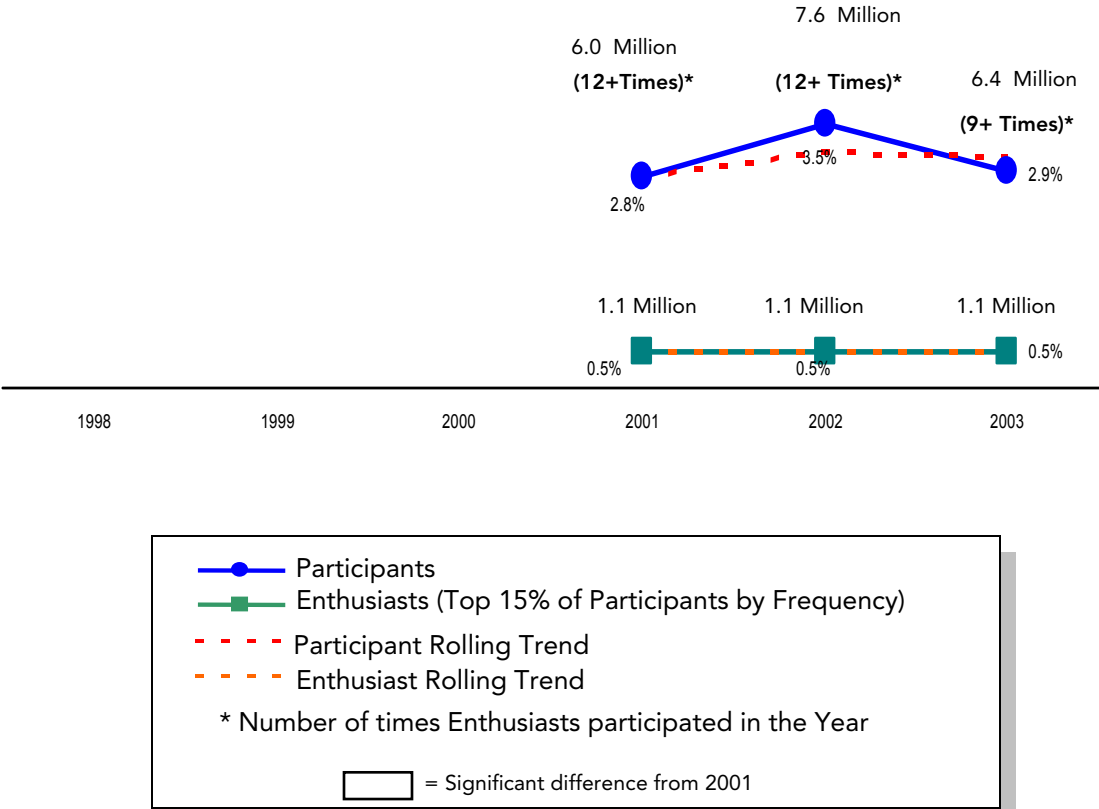 7.6 Million
6.0 Million
(12+Times)*
(12+ Times)*
6.4 Million
(9+ Times)*
3.5%
2.9%
2.8%
1.1 Million
1.1 Million
1.1 Million
0.5%
0.5%
0.5%
1998
1999
2000
2001
2002
2003
Participants
Enthusiasts (Top 15% of Participants by Frequency)
Participant Rolling Trend
Enthusiast Rolling Trend
* Number of times Enthusiasts participated in the Year
= Significant difference from 2001